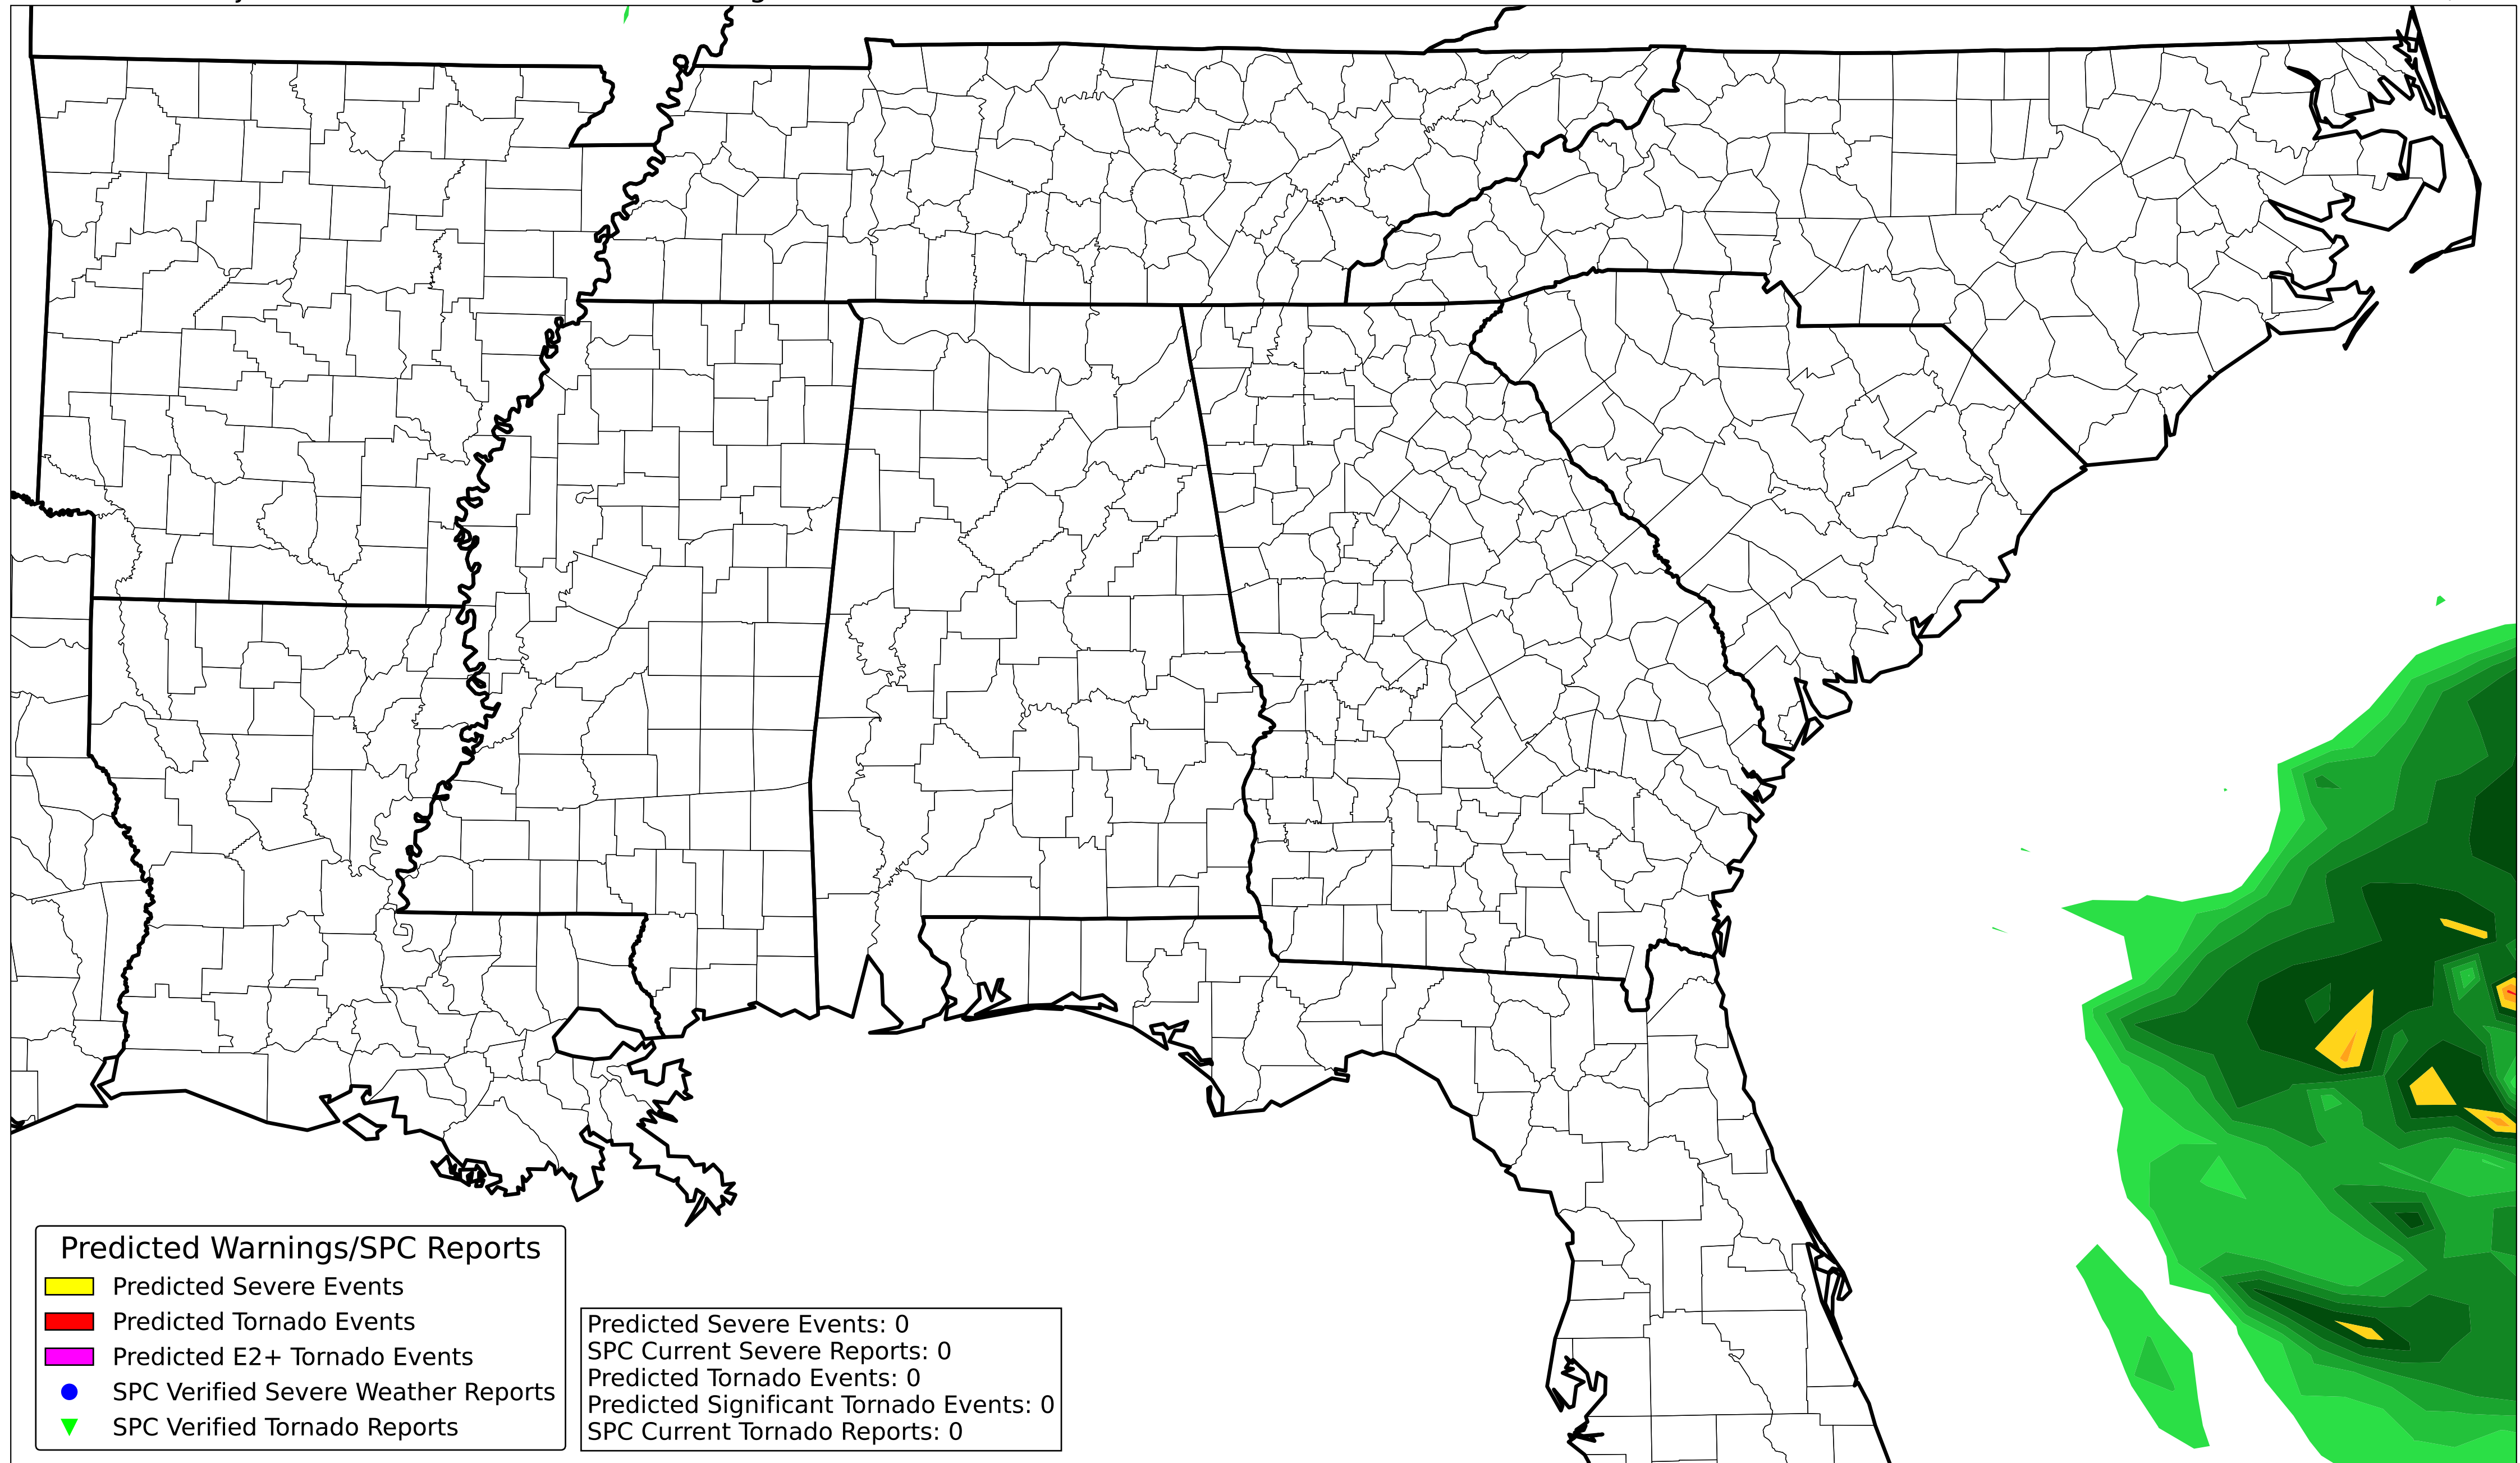 Predicted Warnings/SPC Reports
Predicted Severe Events
Predicted Tornado Events
Predicted E2+ Tornado Events
SPC Verified Severe Weather Reports
SPC Verified Tornado Reports
Predicted Severe Events: 0
SPC Current Severe Reports: 0
Predicted Tornado Events: 0
Predicted Significant Tornado Events: 0
SPC Current Tornado Reports: 0